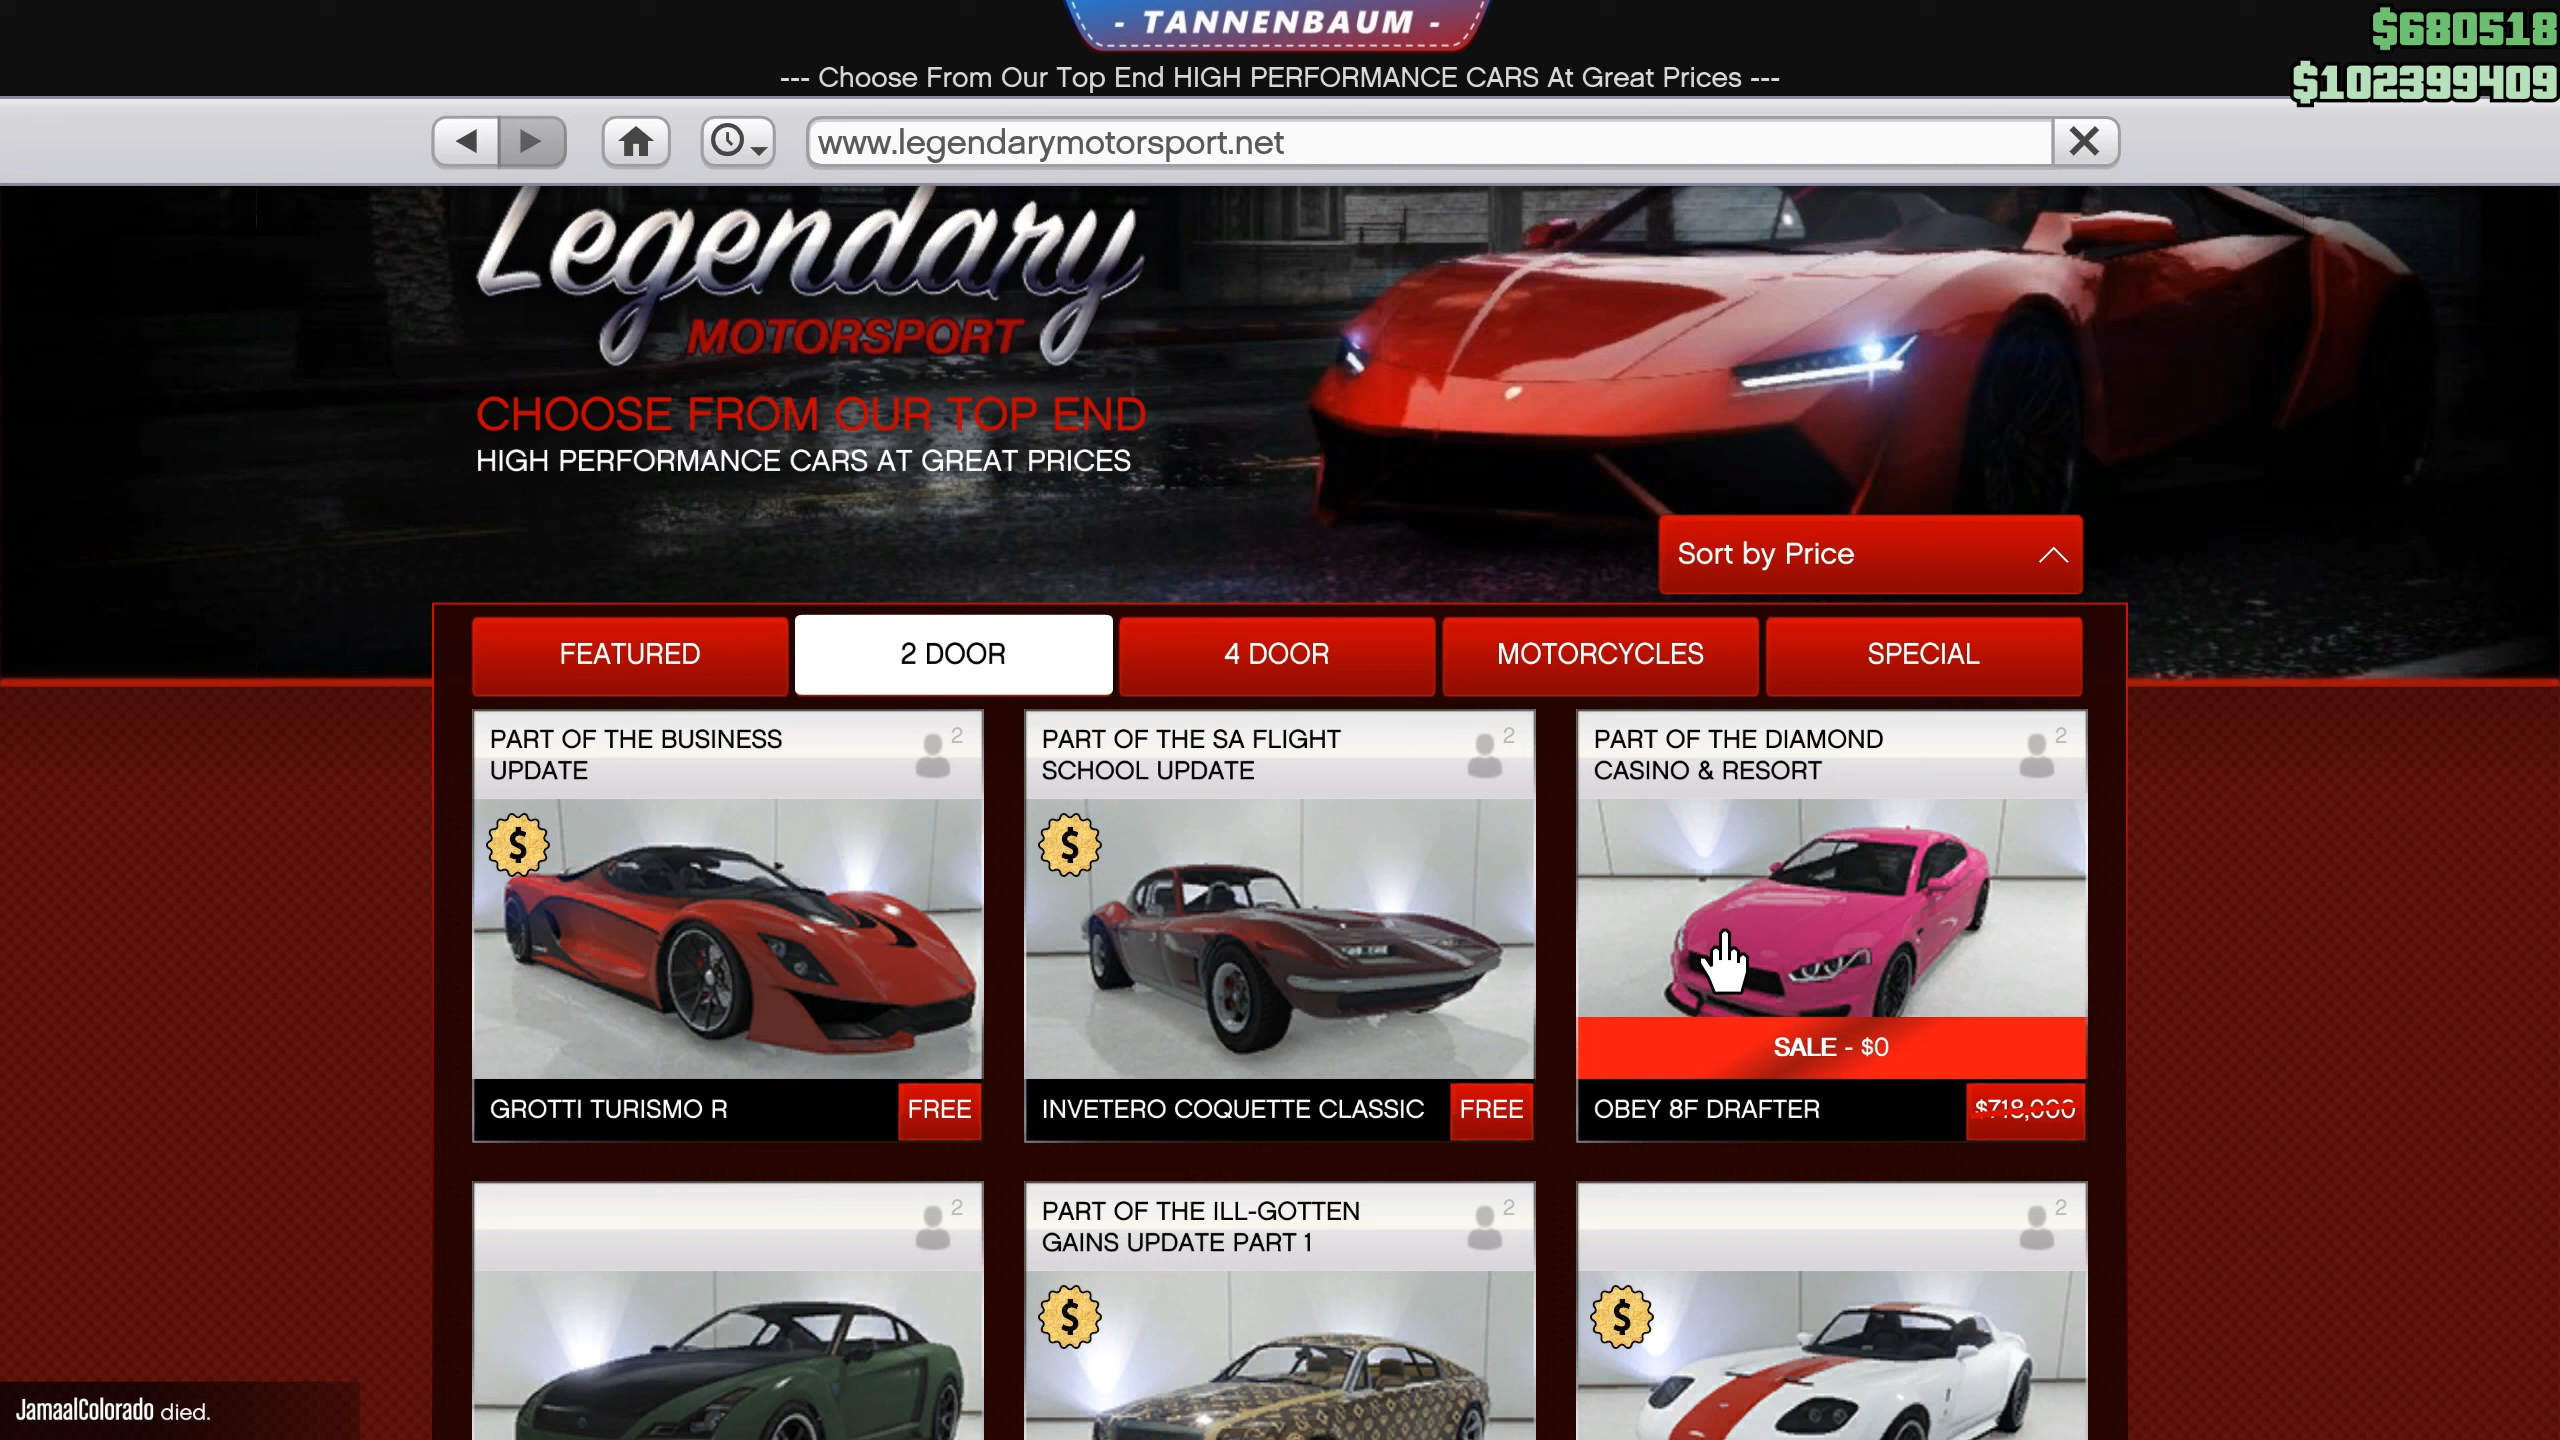 - TANNENBAUM -
$680518
--- Choose From Our Top End HIGH PERFORMANCE CARS At Great Prices ---
$102399409
www.legendarymotorsport.net
Legendary
MOTORSPORT
CHOOSE FROM OUR TOP END
HIGH PERFORMANCE CARS AT GREAT PRICES
Sort by Price
FEATURED
2 DOOR
4 DOOR
MOTORCYCLES
SPECIAL
PART OF THE BUSINESS
UPDATE
2
$
GROTTI TURISMO R
FREE
PART OF THE SA FLIGHT
SCHOOL UPDATE
2
$
INVETERO COQUETTE CLASSIC
FREE
PART OF THE DIAMOND
CASINO & RESORT
2
SALE - $0
OBEY 8F DRAFTER
$718,000
2
PART OF THE ILL-GOTTEN
GAINS UPDATE PART 1
2
$
2
$
JamaalColorado died.